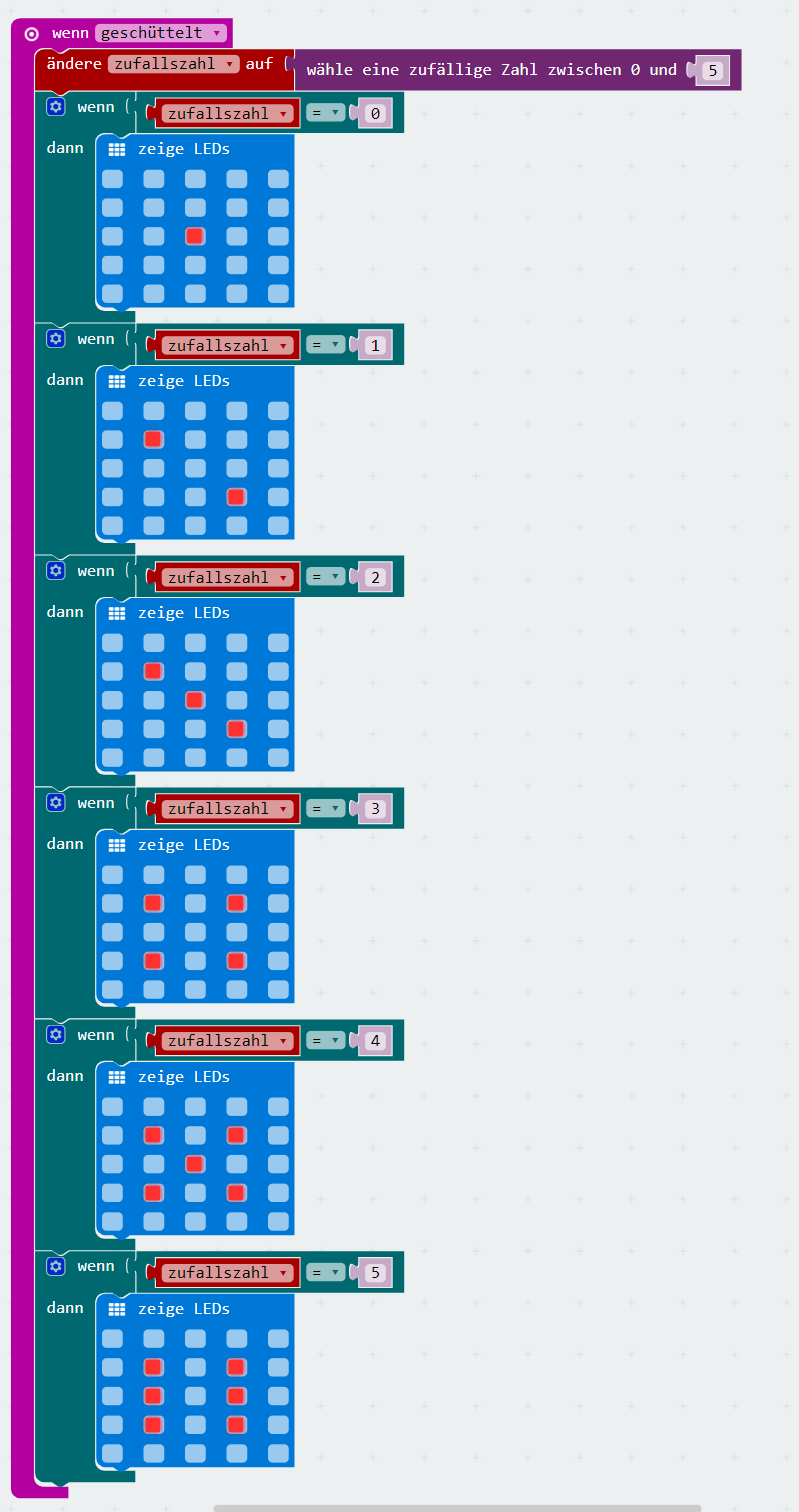 wenn geschüttelt
ändere zufallszahl auf wähle eine zufällige Zahl zwischen 0 und 5
wenn zufallszahl = 0
dann zeige LEDs
wenn zufallszahl = 1
dann zeige LEDs
wenn zufallszahl = 2
dann zeige LEDs
wenn zufallszahl = 3
dann zeige LEDs
wenn zufallszahl = 4
dann zeige LEDs
wenn zufallszahl = 5
dann zeige LEDs